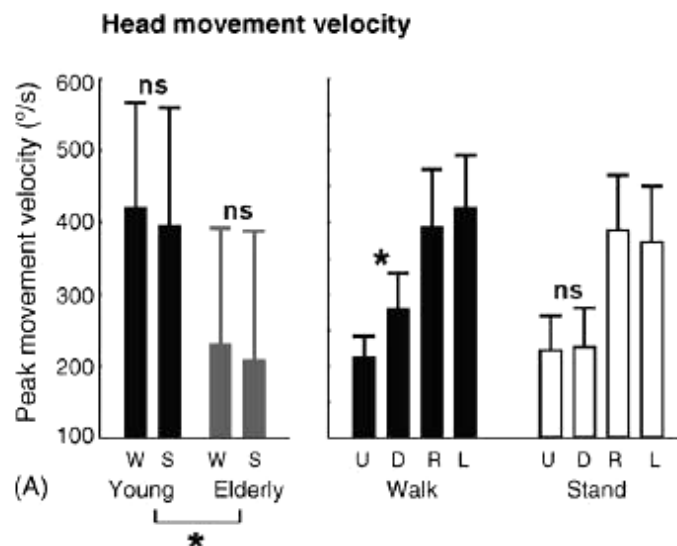 Head movement velocity
Peak movement velocity (º/s)
600
500
400
300
200
100
ns
ns
*
ns
W S W S U D R L U D R L
(A) Young Elderly Walk Stand
*